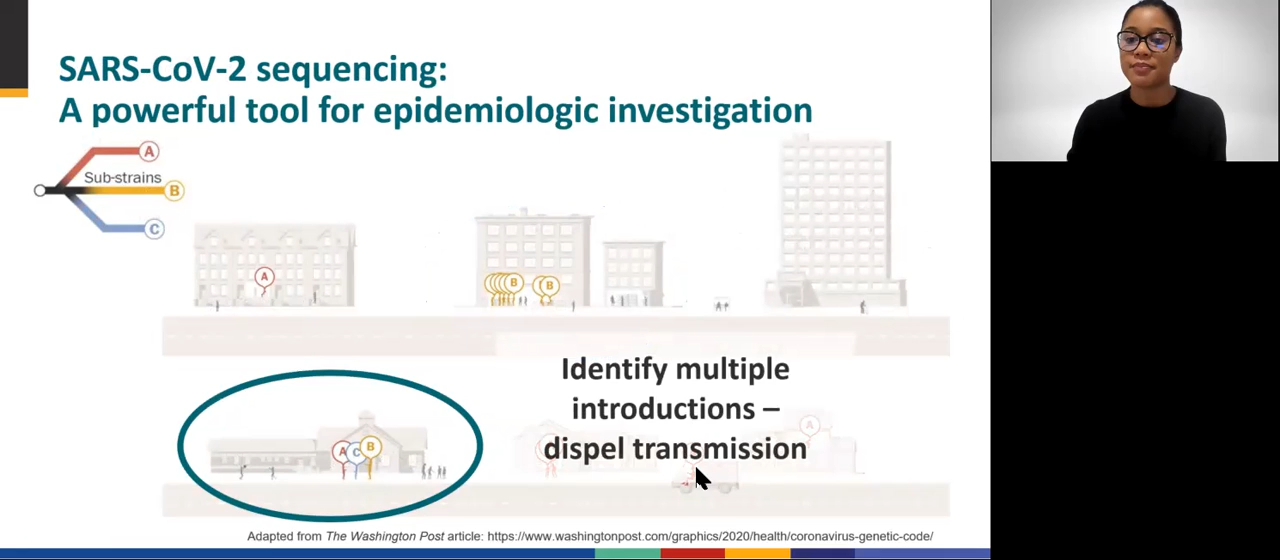 SARS-CoV-2 sequencing:
A powerful tool for epidemiologic investigation
A
Sub-strains
B
C
A
B
B
Identify multiple
introductions –
dispel transmission
A
A
C
B
Adapted from The Washington Post article: https://www.washingtonpost.com/graphics/2020/health/coronavirus-genetic-code/